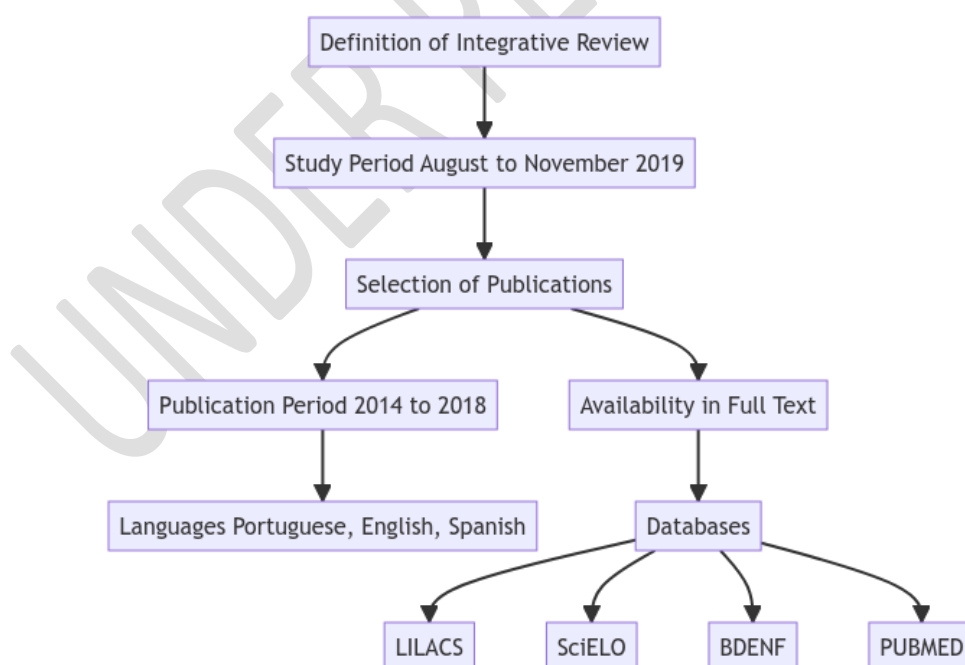 Definition of Integrative Review
Study Period August to November 2019
Selection of Publications
Publication Period 2014 to 2018
Availability in Full Text
Languages Portuguese, English, Spanish
Databases
LILACS
SciELO
BDENF
PUBMED
UNDER